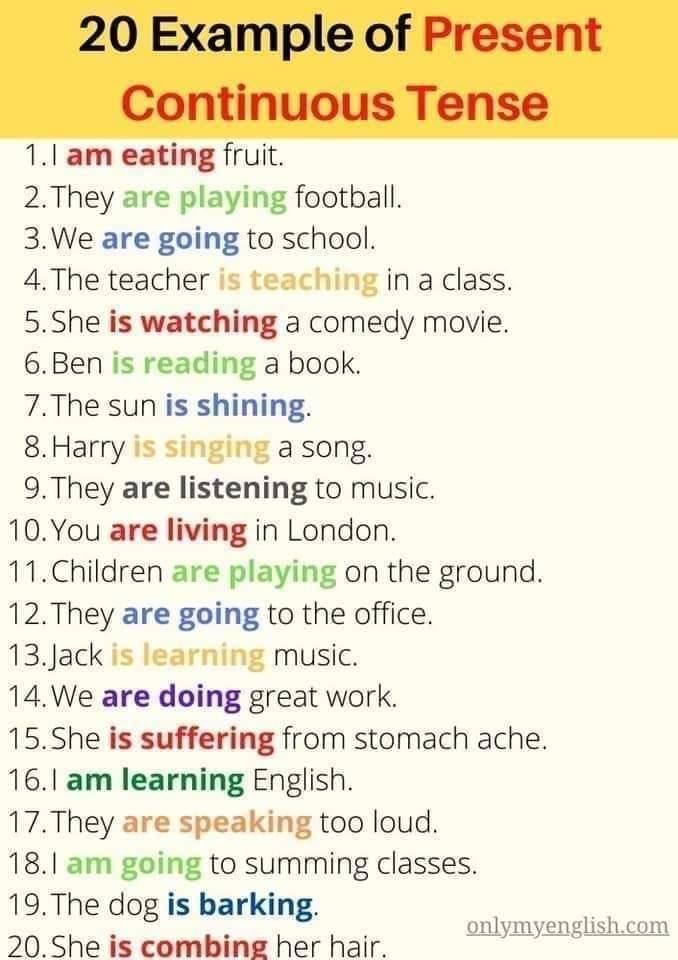 20 Example of Present
Continuous Tense
1.I am eating fruit.
2.They are playing football.
3.We are going to school.
4.The teacher is teaching in a class.
5.She is watching a comedy movie.
6.Ben is reading a book.
7.The sun is shining.
8.Harry is singing a song.
9.They are listening to music.
10.You are living in London.
11.Children are playing on the ground.
12.They are going to the office.
13.Jack is learning music.
14.We are doing great work.
15.She is suffering from stomach ache.
16.I am learning English.
17.They are speaking too loud.
18.I am going to summing classes.
19.The dog is barking.
20.She is combing her hair.
onlymyenglish.com